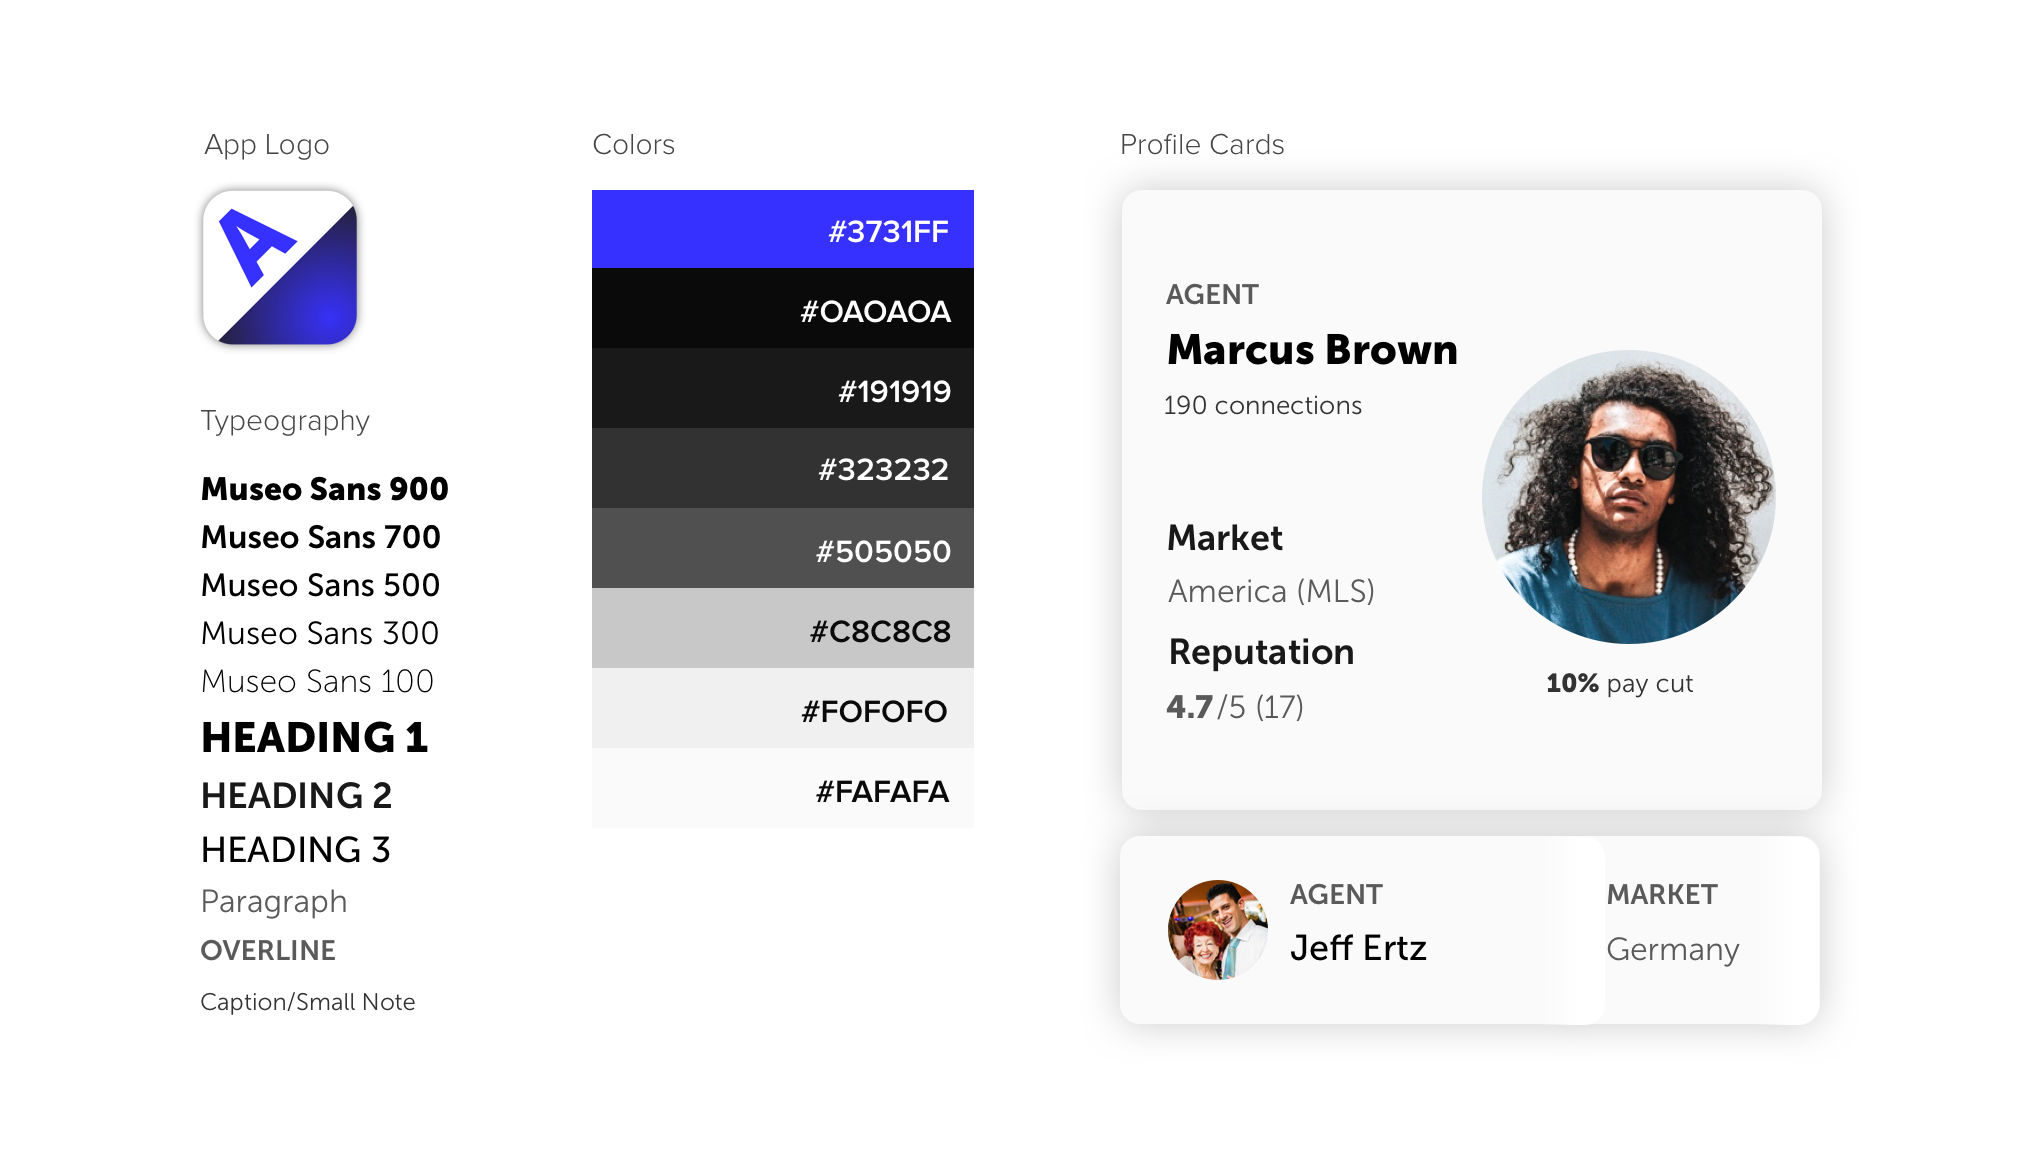 App Logo
A
Typeography
Museo Sans 900
Museo Sans 700
Museo Sans 500
Museo Sans 300
Museo Sans 100
HEADING 1
HEADING 2
HEADING 3
Paragraph
OVERLINE
Caption/Small Note
Colors
#3731FF
#0A0A0A
#191919
#323232
#505050
#C8C8C8
#F0F0F0
#FAFAFA
Profile Cards
AGENT
Marcus Brown
190 connections
Market
America (MLS)
Reputation
4.7/5 (17)
10% pay cut
AGENT
Jeff Ertz
MARKET
Germany